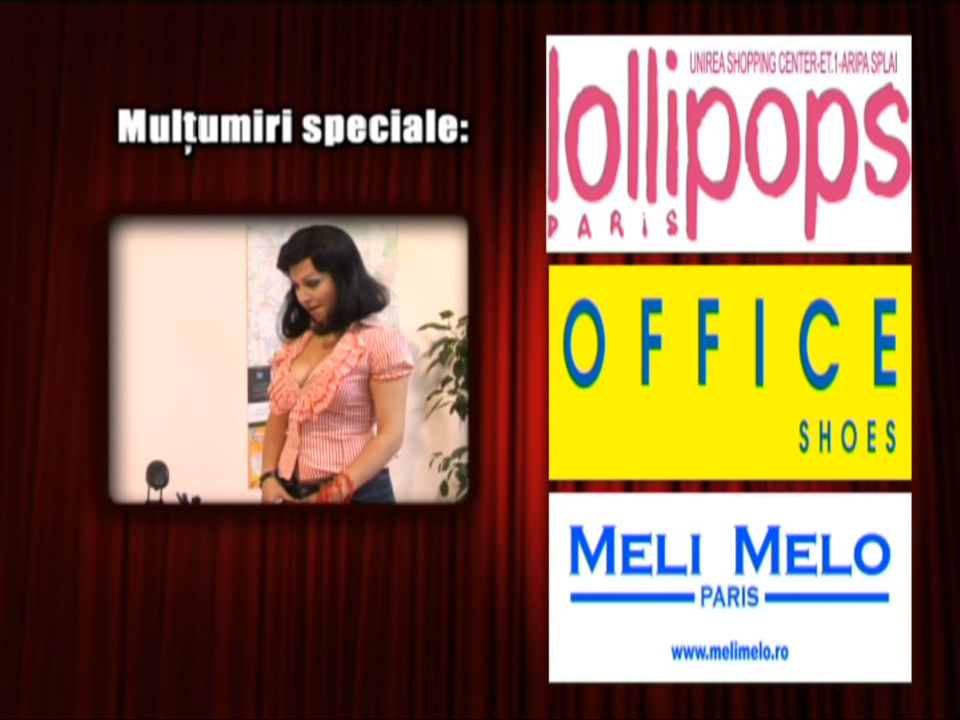 Mulțumiri speciale:
UNIREA SHOPPING CENTER-ET.1-ARIPA SPLAI
lollipops
PARIS
OFFICE
SHOES
MELI MELO
PARIS
www.melimelo.ro